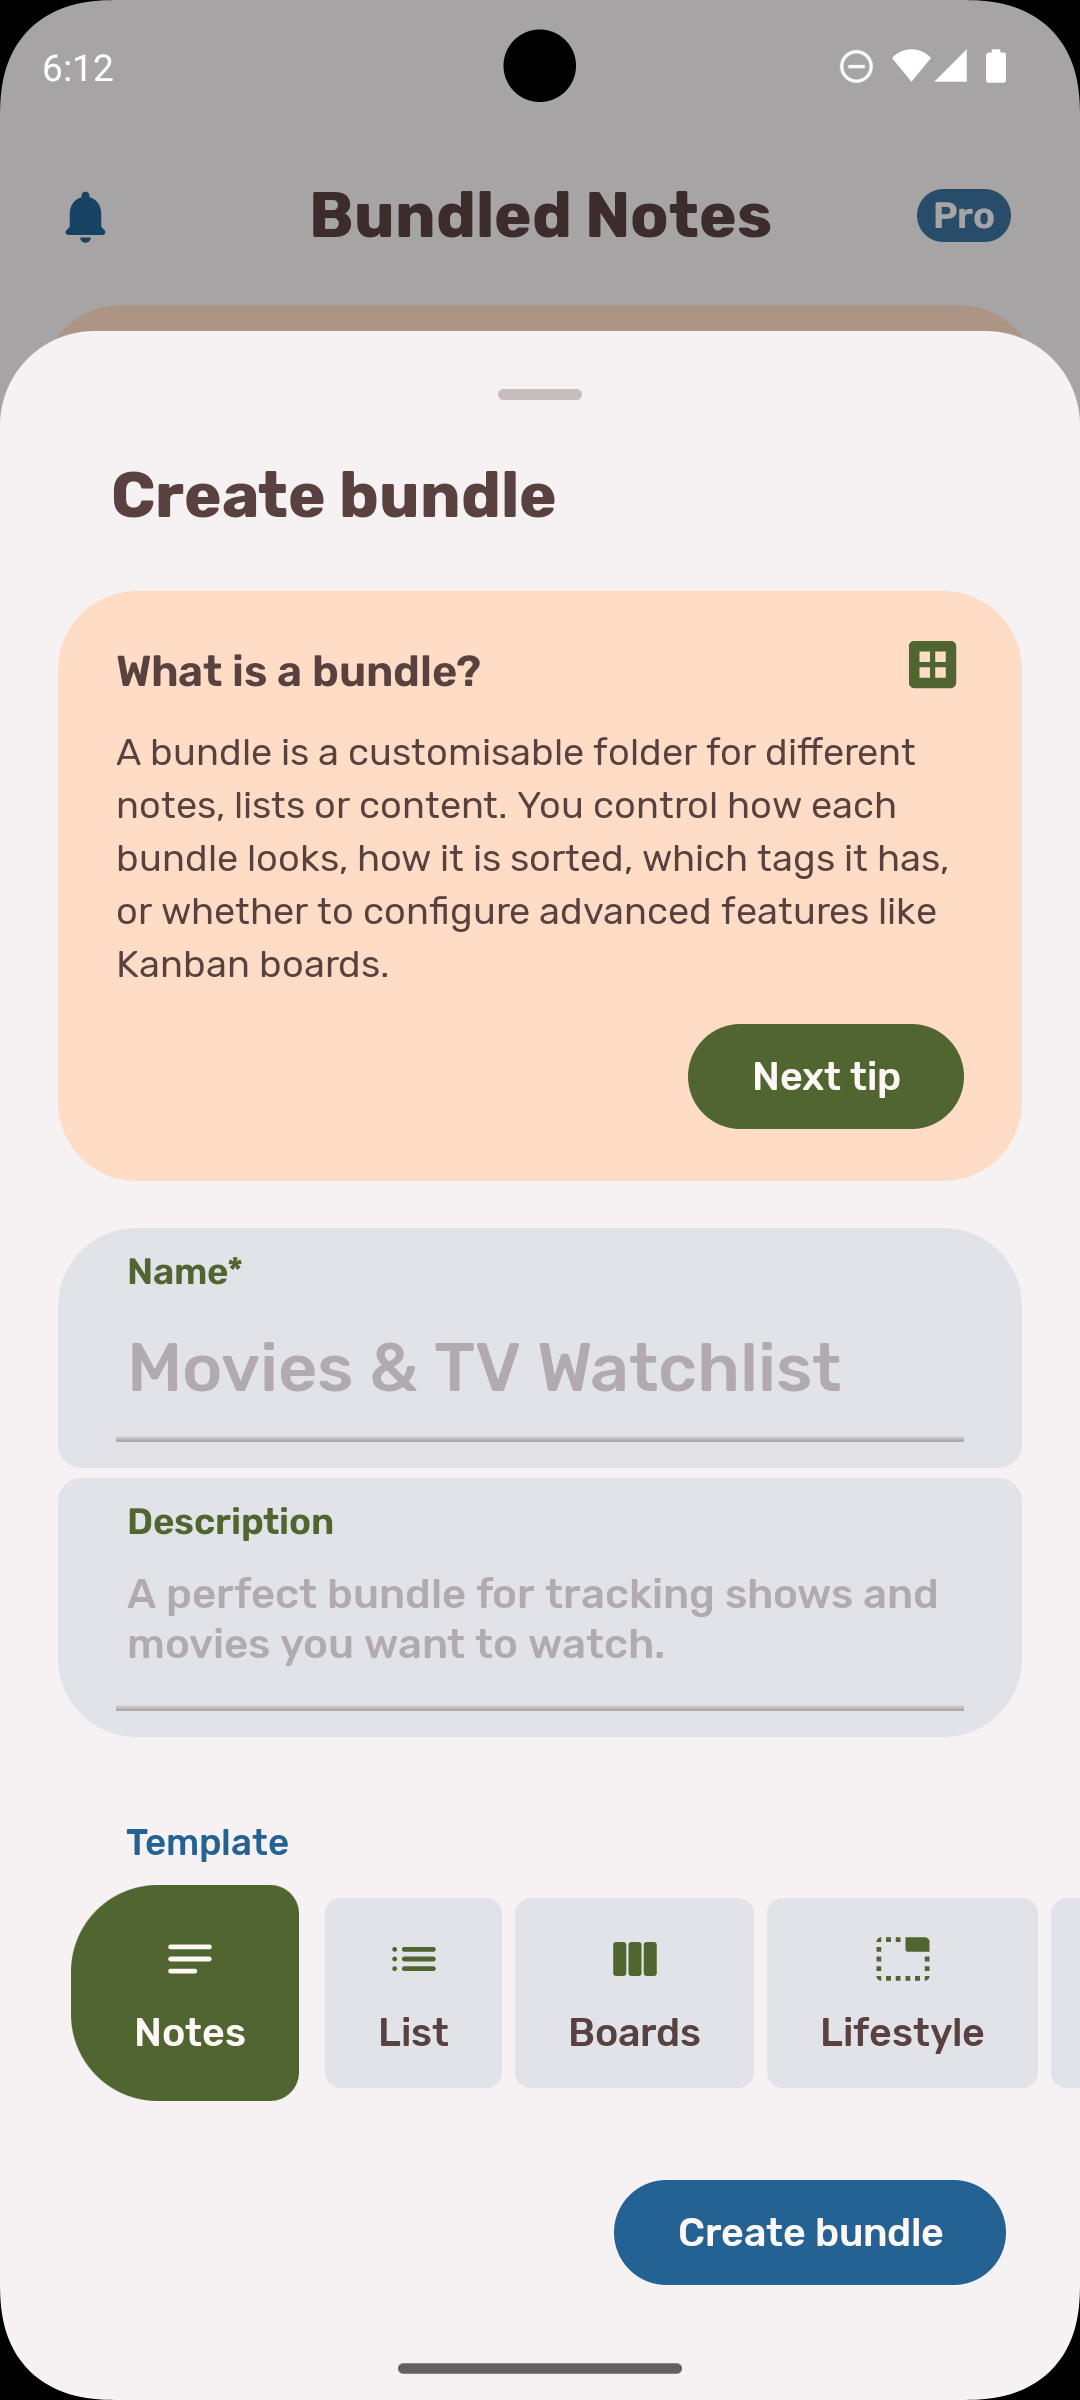 6:12
Bundled Notes
Pro
Create bundle
What is a bundle?
A bundle is a customisable folder for different
notes, lists or content. You control how each
bundle looks, how it is sorted, which tags it has,
or whether to configure advanced features like
Kanban boards.
Next tip
Name*
Movies & TV Watchlist
Description
A perfect bundle for tracking shows and
movies you want to watch.
Template
Notes
List
Boards
Lifestyle
Create bundle